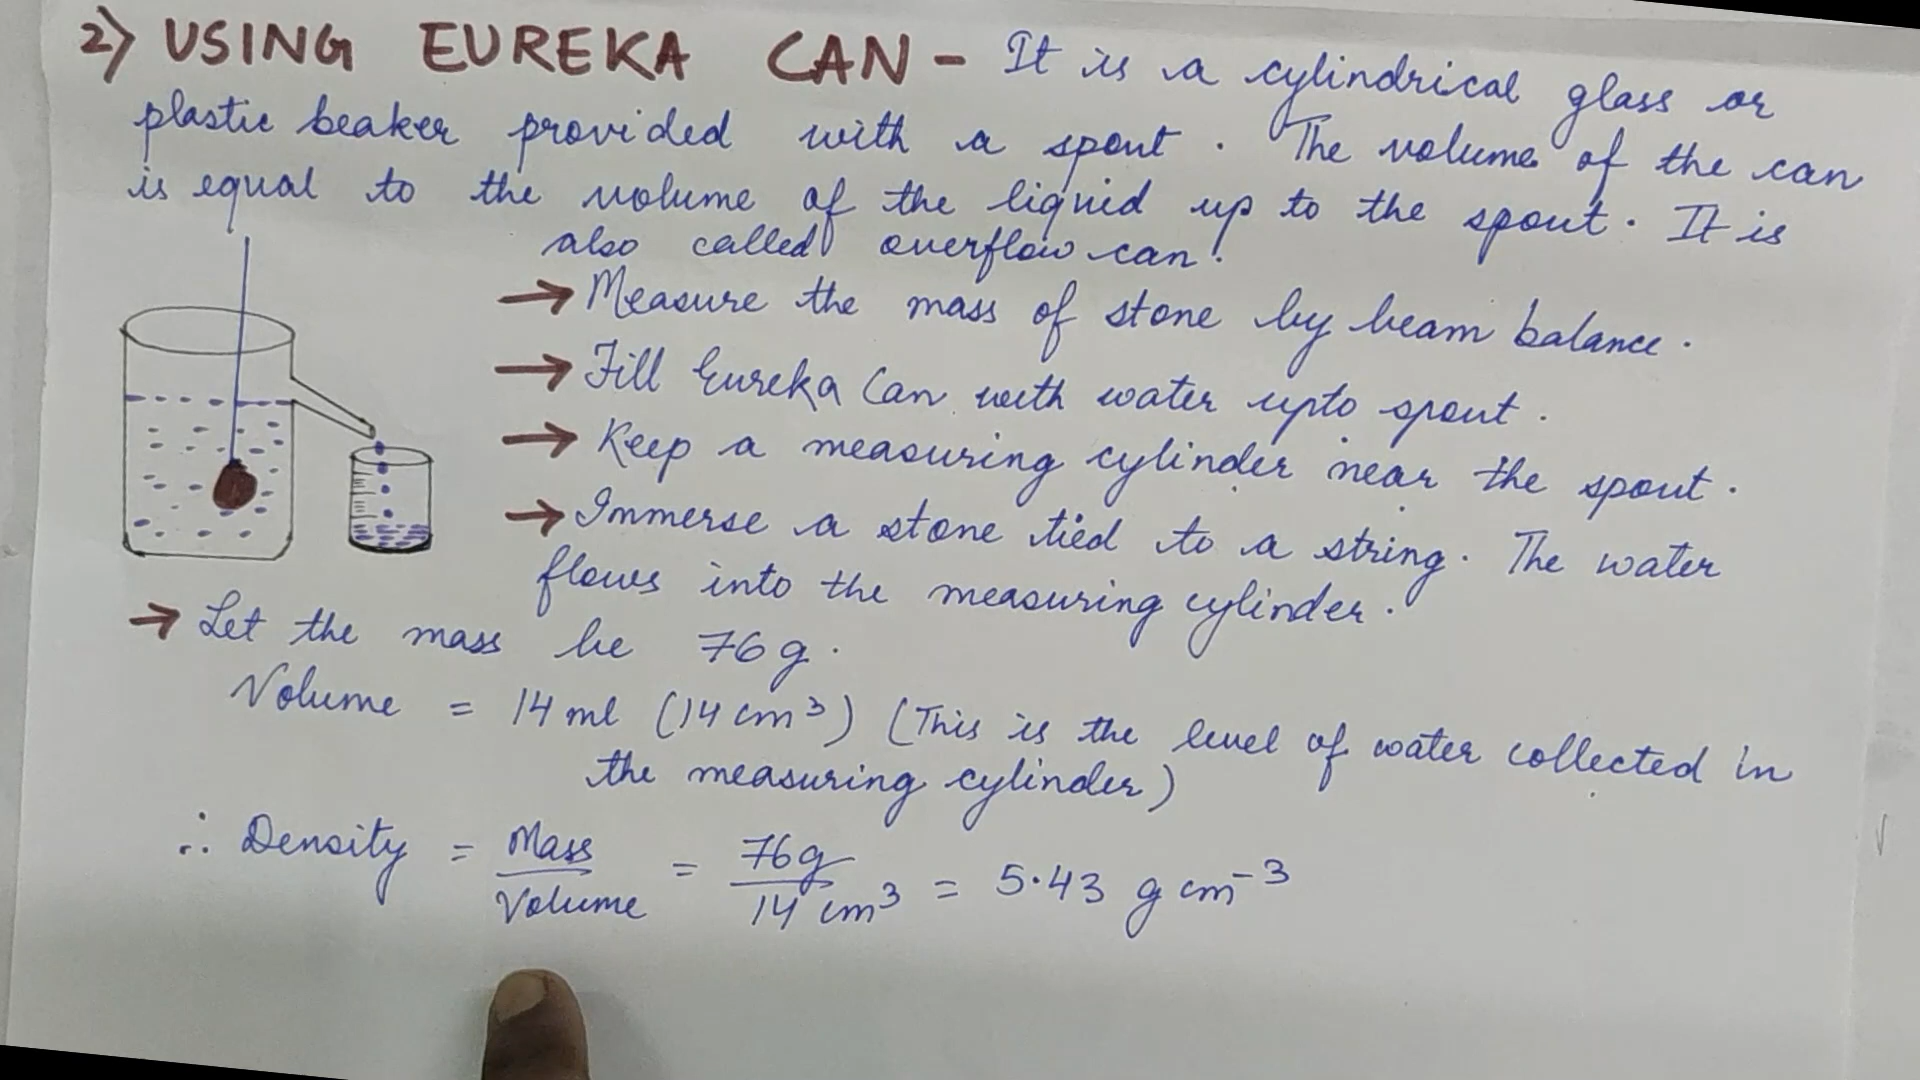 2) USING EUREKA CAN - It is a cylindrical glass or
plastic beaker provided with a spout. The volume of the can
is equal to the volume of the liquid up to the spout. It is
also called overflow can.
→ Measure the mass of stone by beam balance.
→ Fill Eureka Can with water upto spout.
→ Keep a measuring cylinder near the spout.
→ Immerse a stone tied to a string. The water
flows into the measuring cylinder.
→ Let the mass be 76g.
Volume = 14 ml (14 cm³) (This is the level of water collected in
the measuring cylinder)
∴ Density = Mass/Volume = 76g/14 cm³ = 5.43 g cm⁻³